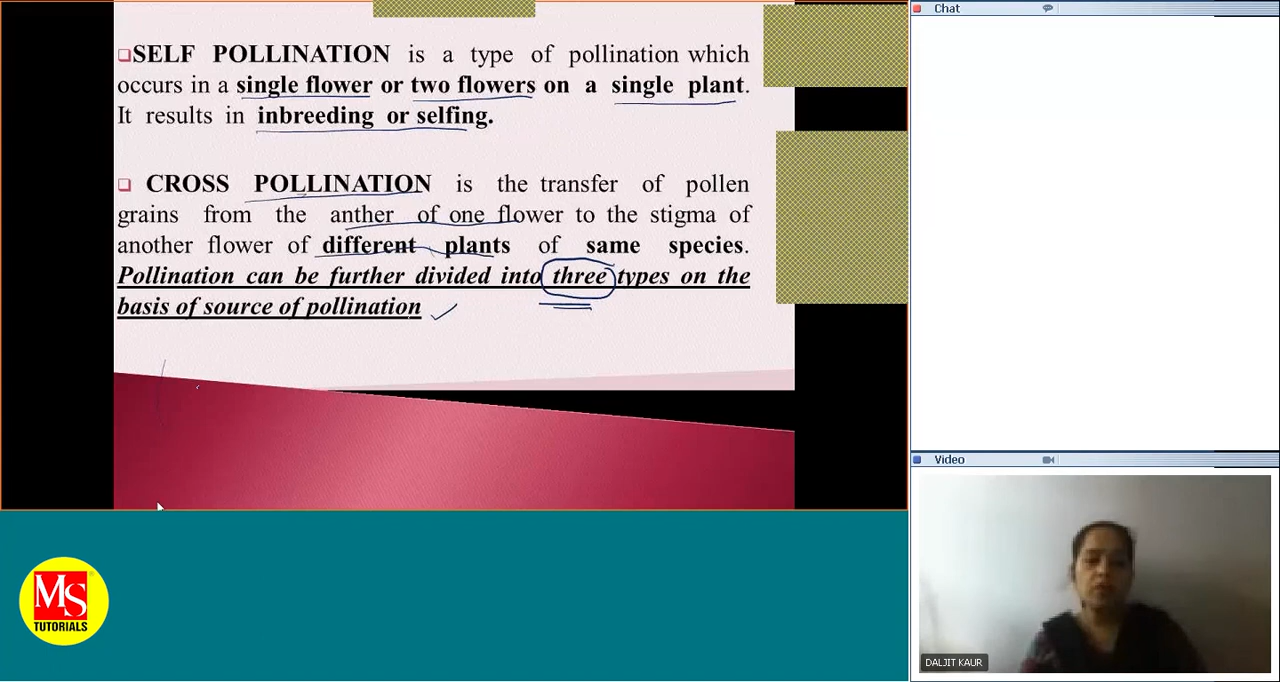 SELF POLLINATION is a type of pollination which
occurs in a single flower or two flowers on a single plant.
It results in inbreeding or selfing.
CROSS POLLINATION is the transfer of pollen
grains from the anther of one flower to the stigma of
another flower of different plants of same species.
Pollination can be further divided into three types on the
basis of source of pollination
Chat
Video
MS
TUTORIALS
DALJIT KAUR